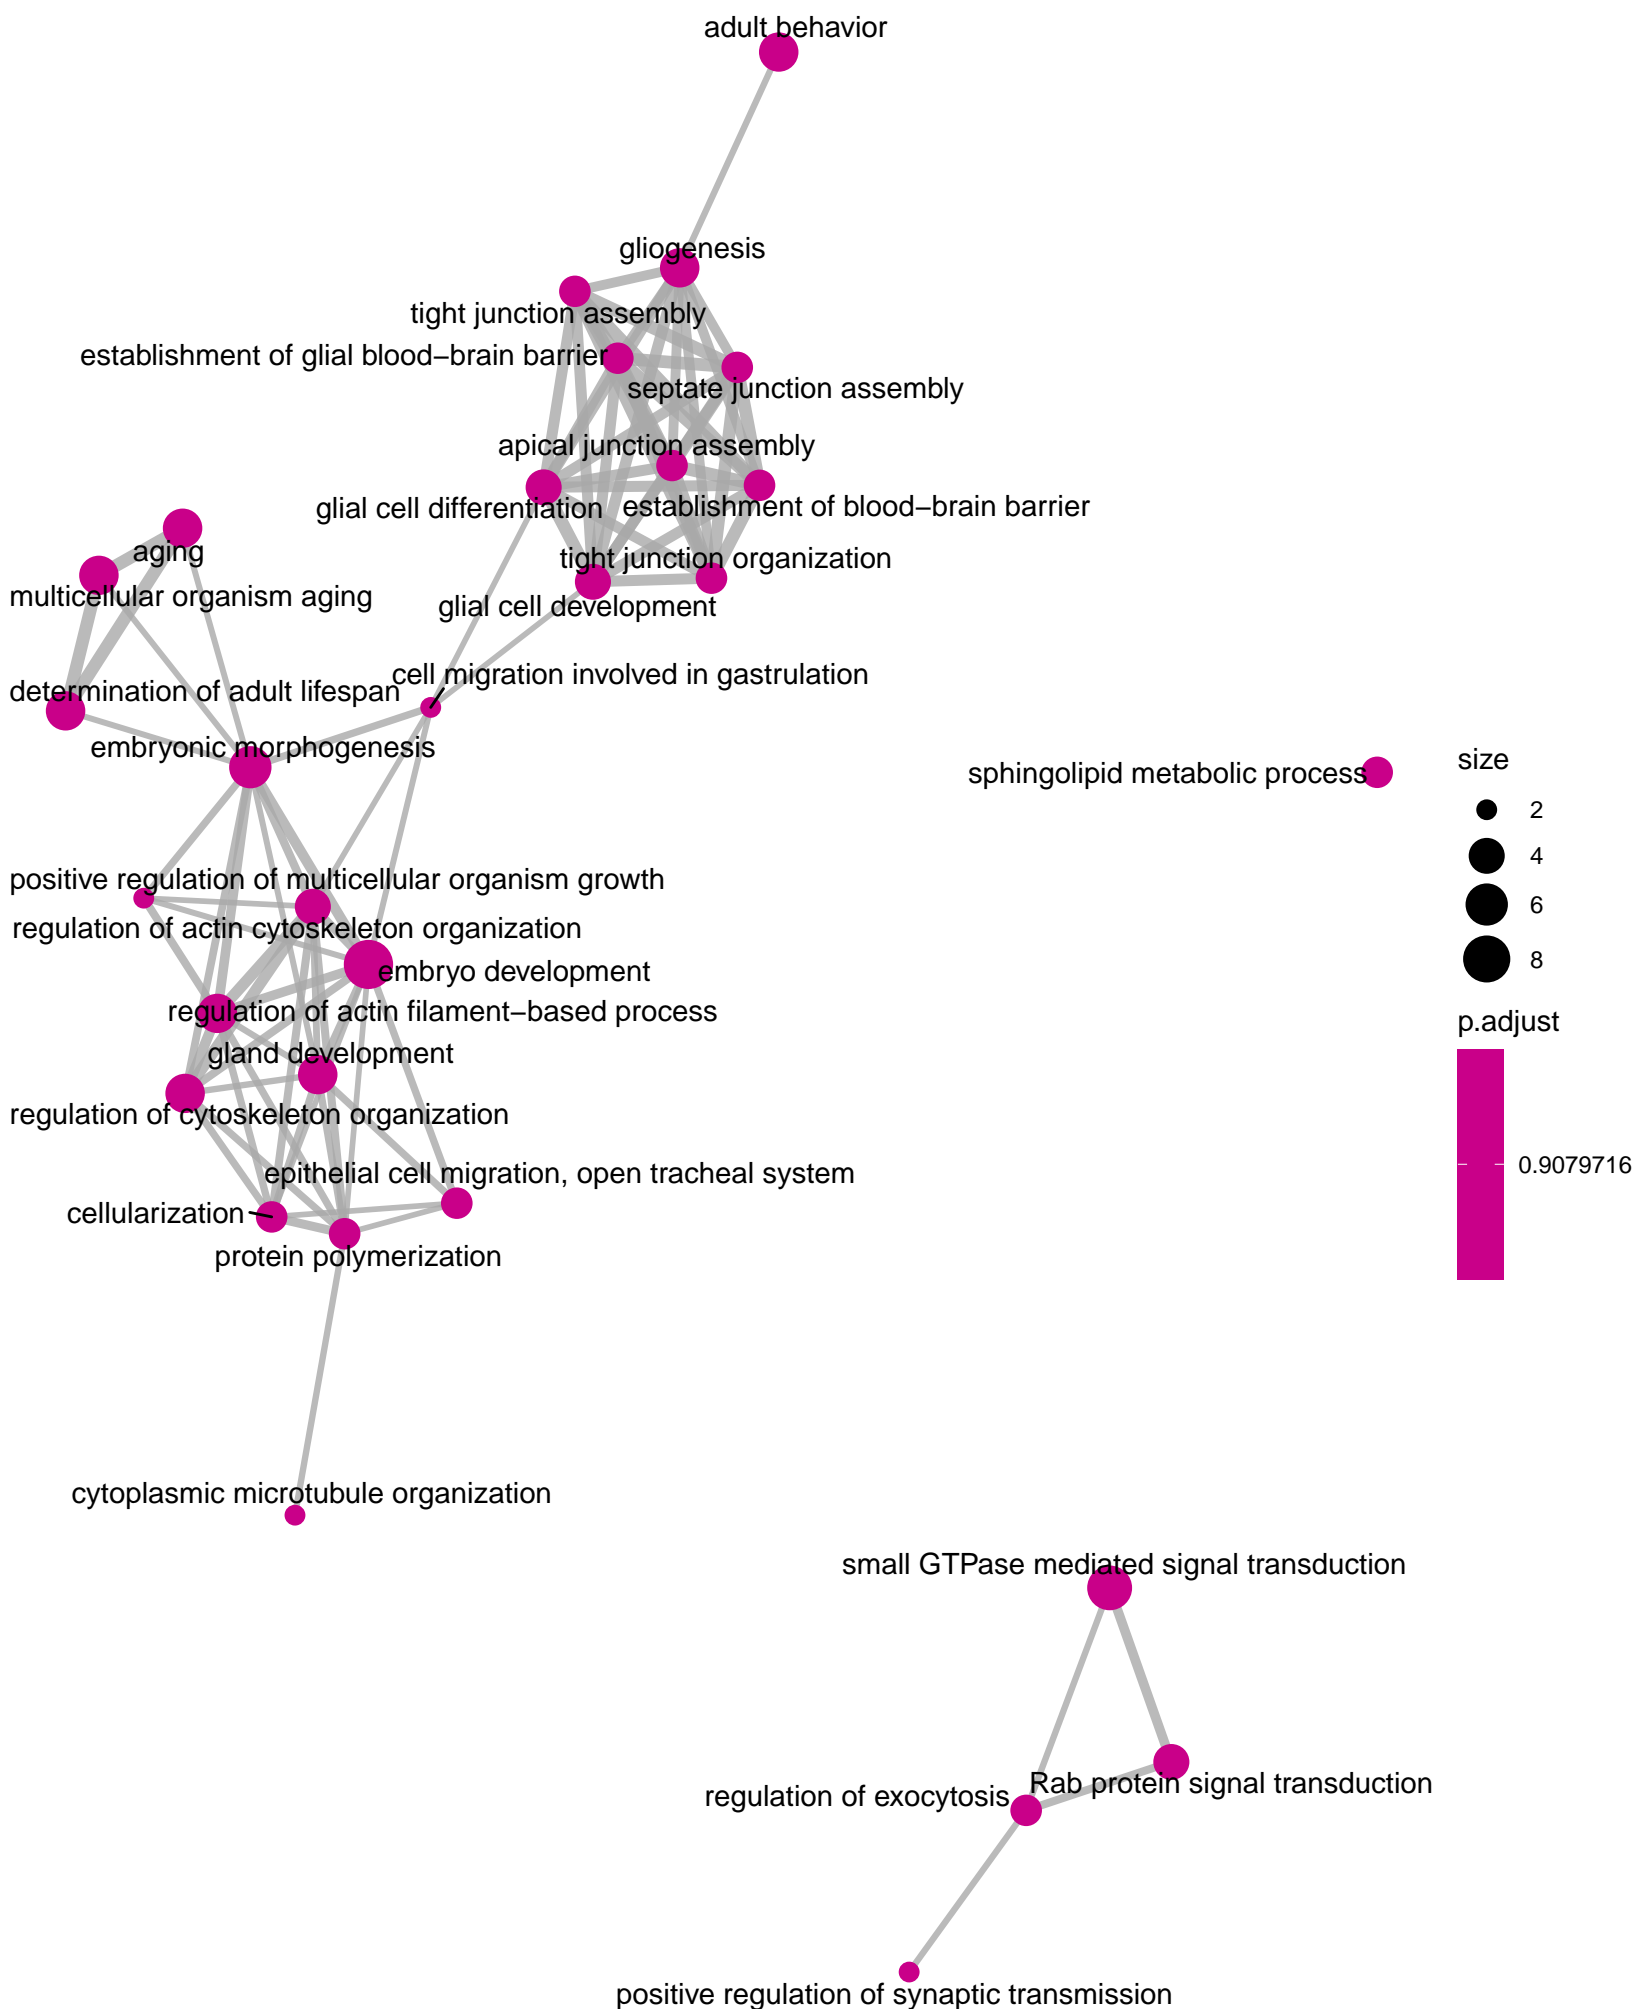 adult behavior
gliogenesis
tight junction assembly
establishment of glial blood−brain barrier
septate junction assembly
apical junction assembly
glial cell differentiation
establishment of blood−brain barrier
aging
tight junction organization
multicellular organism aging
glial cell development
cell migration involved in gastrulation
determination of adult lifespan
embryonic morphogenesis
sphingolipid metabolic process
positive regulation of multicellular organism growth
regulation of actin cytoskeleton organization
embryo development
regulation of actin filament−based process
gland development
regulation of cytoskeleton organization
epithelial cell migration, open tracheal system
cellularization
protein polymerization
cytoplasmic microtubule organization
small GTPase mediated signal transduction
Rab protein signal transduction
regulation of exocytosis
positive regulation of synaptic transmission
size
2
4
6
8
p.adjust
0.9079716